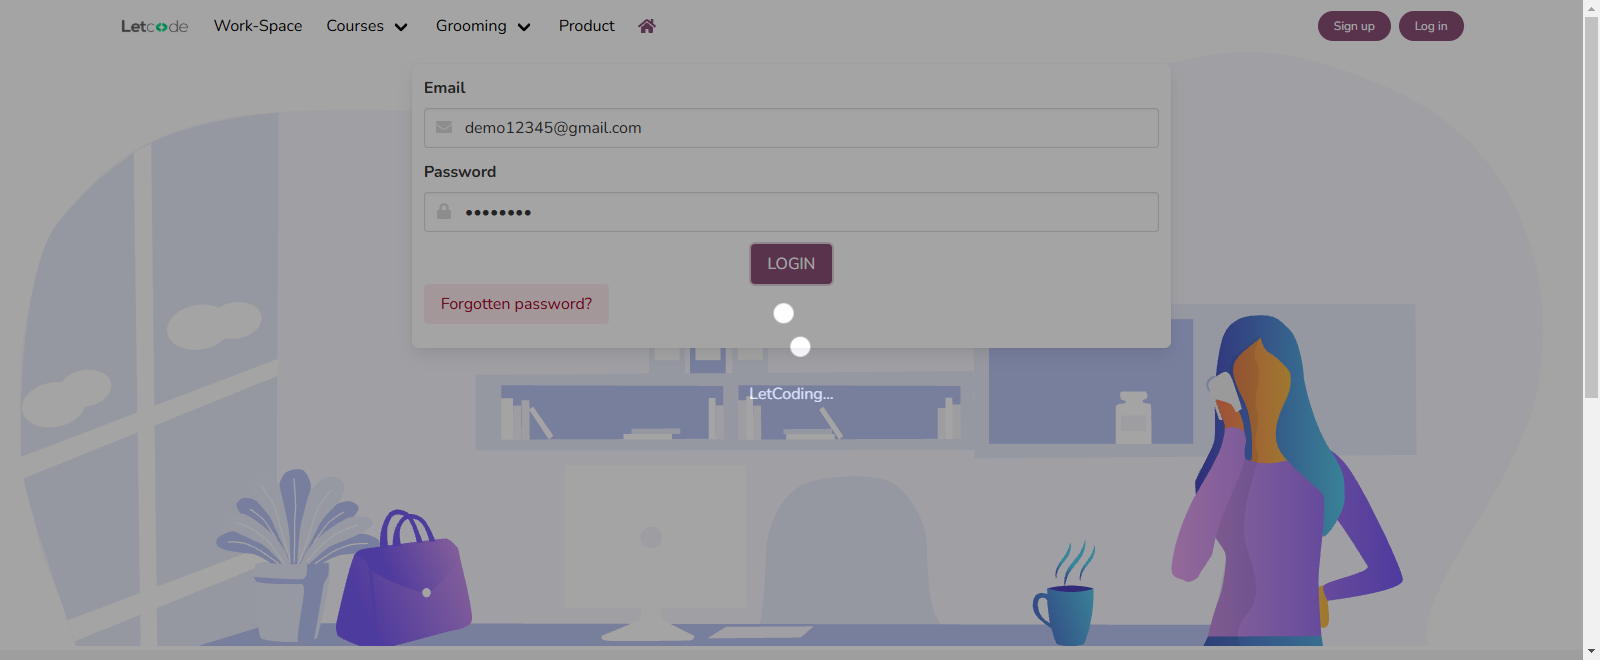 Letcode Work-Space Courses Grooming Product Sign up Log in
Email
demo12345@gmail.com
Password
••••••••
LOGIN
Forgotten password?
LetCoding...